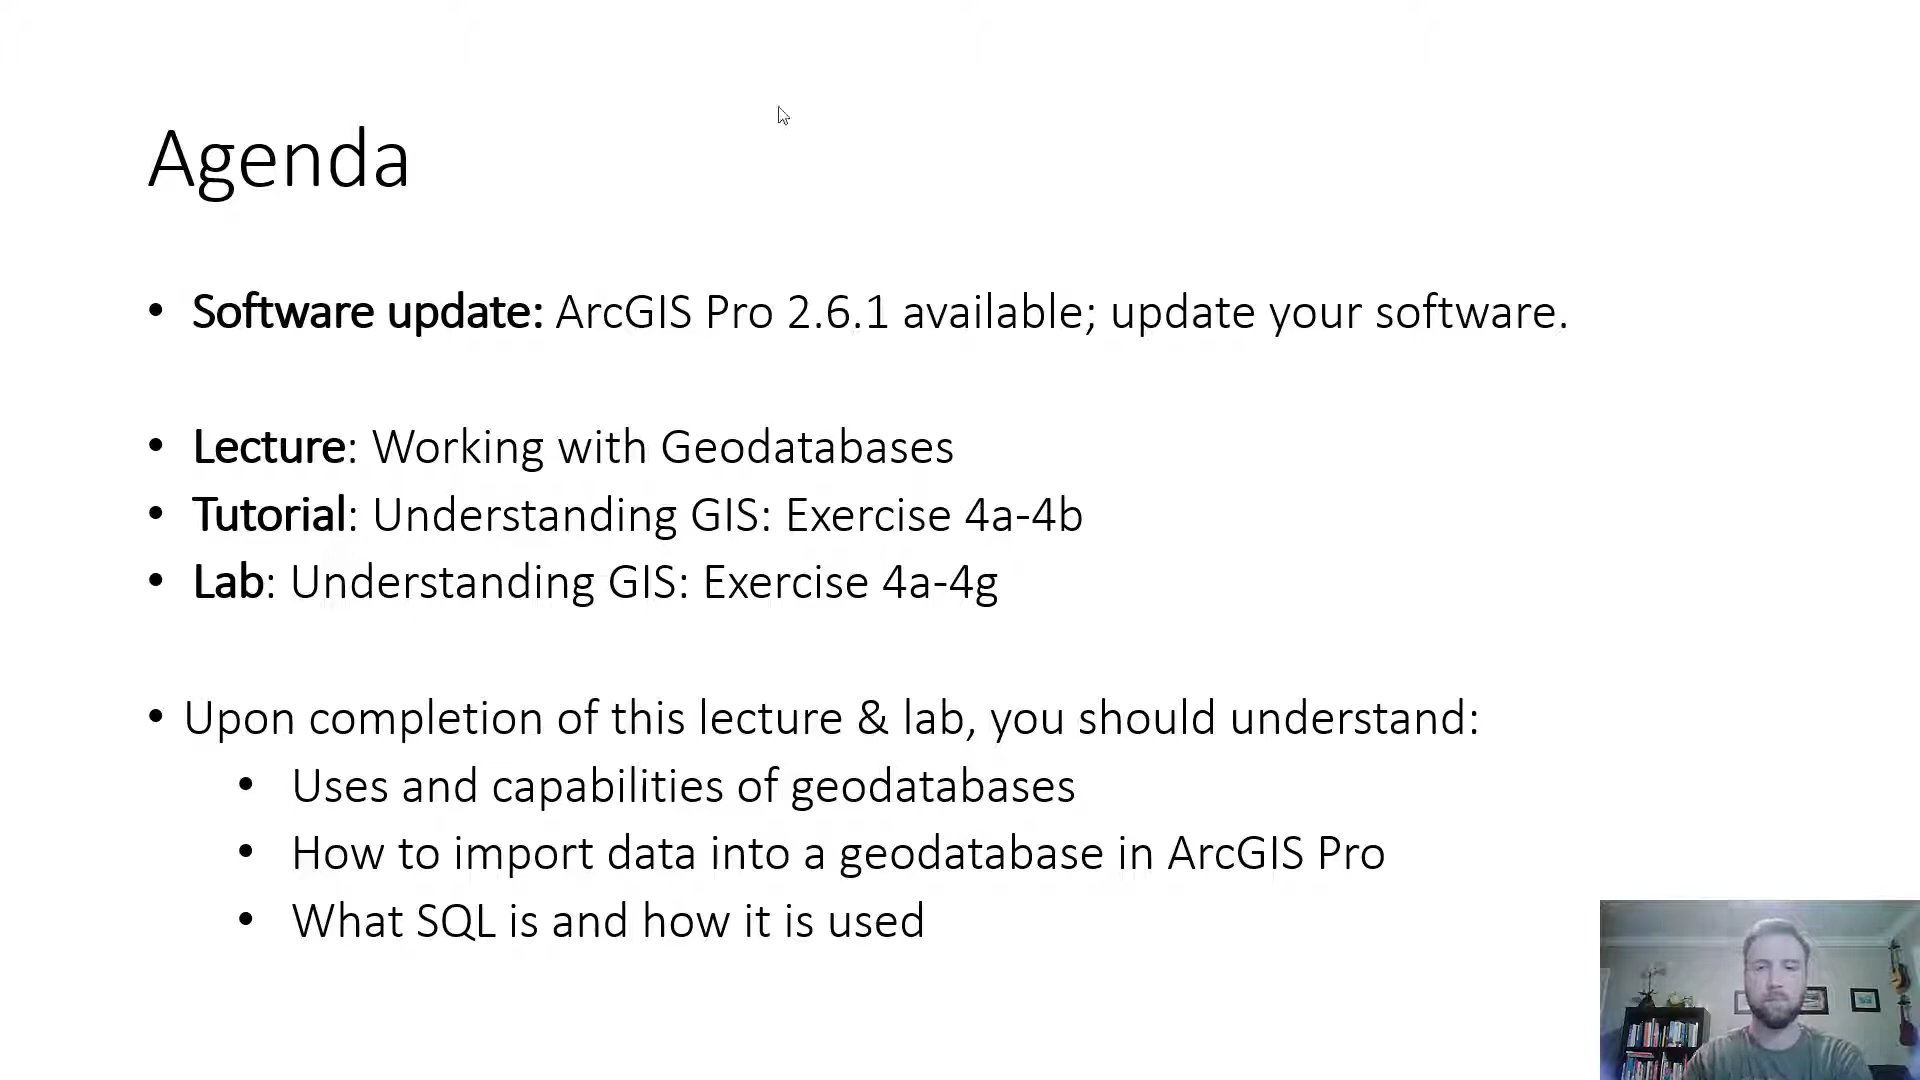 Agenda
• Software update: ArcGIS Pro 2.6.1 available; update your software.
• Lecture: Working with Geodatabases
• Tutorial: Understanding GIS: Exercise 4a-4b
• Lab: Understanding GIS: Exercise 4a-4g
• Upon completion of this lecture & lab, you should understand:
• Uses and capabilities of geodatabases
• How to import data into a geodatabase in ArcGIS Pro
• What SQL is and how it is used